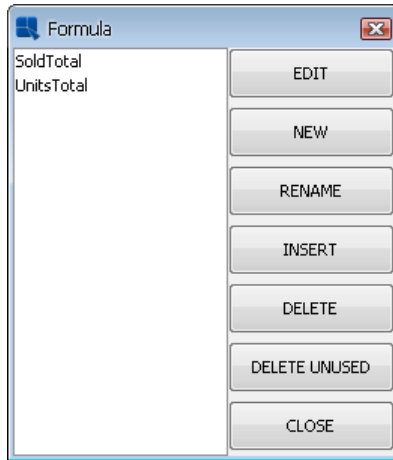 Formula
SoldTotal
UnitsTotal
EDIT
NEW
RENAME
INSERT
DELETE
DELETE UNUSED
CLOSE